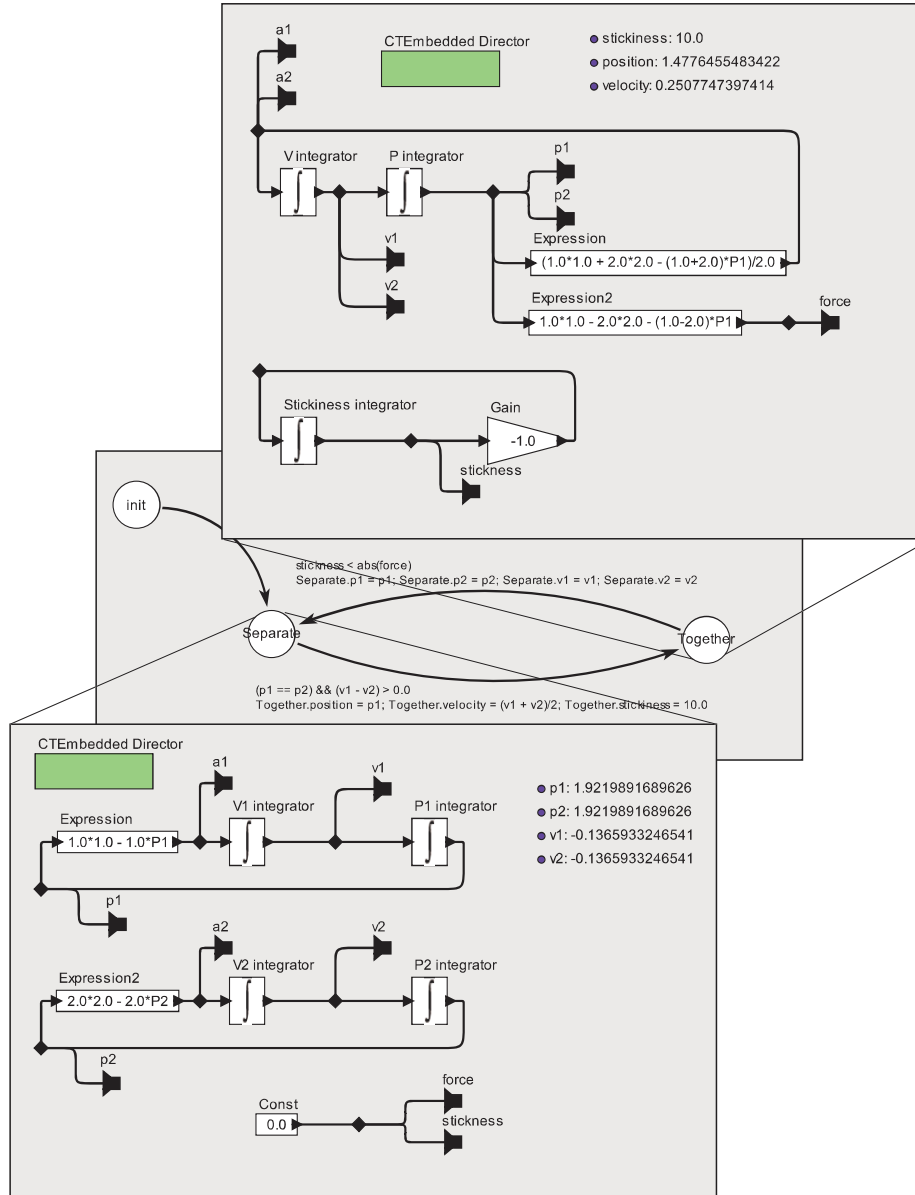 a1
CTEmbedded Director
stickiness: 10.0
position: 1.4776455483422
velocity: 0.2507747397414
a2
V integrator
P integrator
p1
p2
v1
v2
Expression
(1.0*1.0 + 2.0*2.0 - (1.0+2.0)*P1)/2.0
Expression2
1.0*1.0 - 2.0*2.0 - (1.0-2.0)*P1
force
Stickiness integrator
Gain
-1.0
stickness
init
stickness < abs(force)
Separate.p1 = p1; Separate.p2 = p2; Separate.v1 = v1; Separate.v2 = v2
Separate
Together
(p1 == p2) && (v1 - v2) > 0.0
Together.position = p1; Together.velocity = (v1 + v2)/2; Together.stickiness = 10.0
CTEmbedded Director
a1
v1
p1: 1.9219891689626
p2: 1.9219891689626
v1: -0.1365933246541
v2: -0.1365933246541
Expression
1.0*1.0 - 1.0*P1
V1 integrator
P1 integrator
p1
a2
v2
Expression2
2.0*2.0 - 2.0*P2
V2 integrator
P2 integrator
p2
Const
0.0
force
stickness